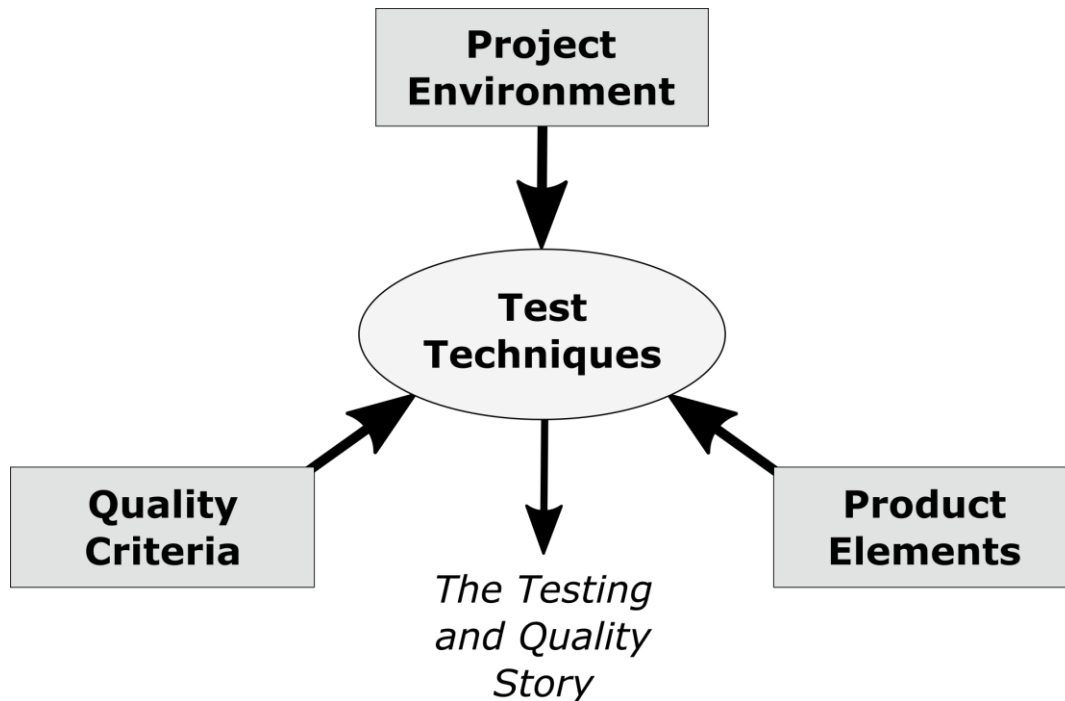 Project
Environment
Test
Techniques
Quality
Criteria
Product
Elements
The Testing
and Quality
Story